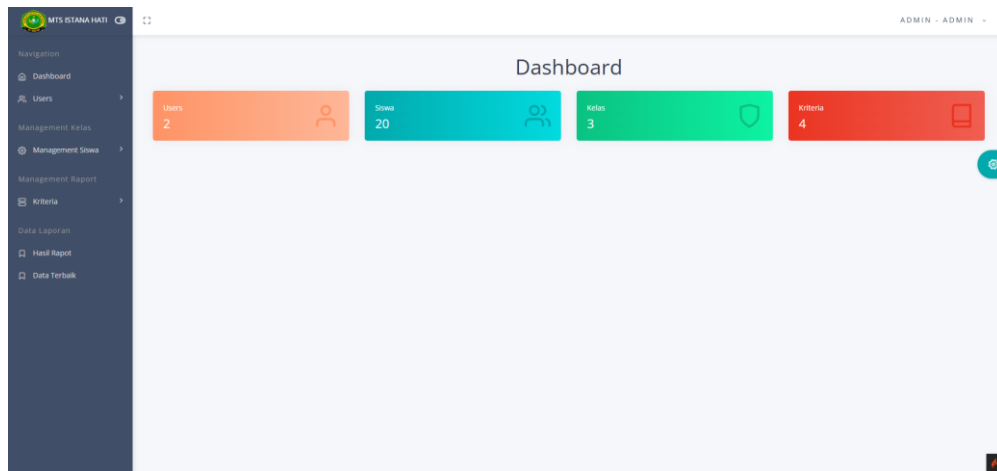 MTS ISTANA HATI
ADMIN - ADMIN
Navigation
Dashboard
Users
Management Kelas
Management Siswa
Management Raport
Kriteria
Data Laporan
Hasil Rapot
Data Terbaik
Dashboard
Users
2
Siswa
20
Kelas
3
Kriteria
4